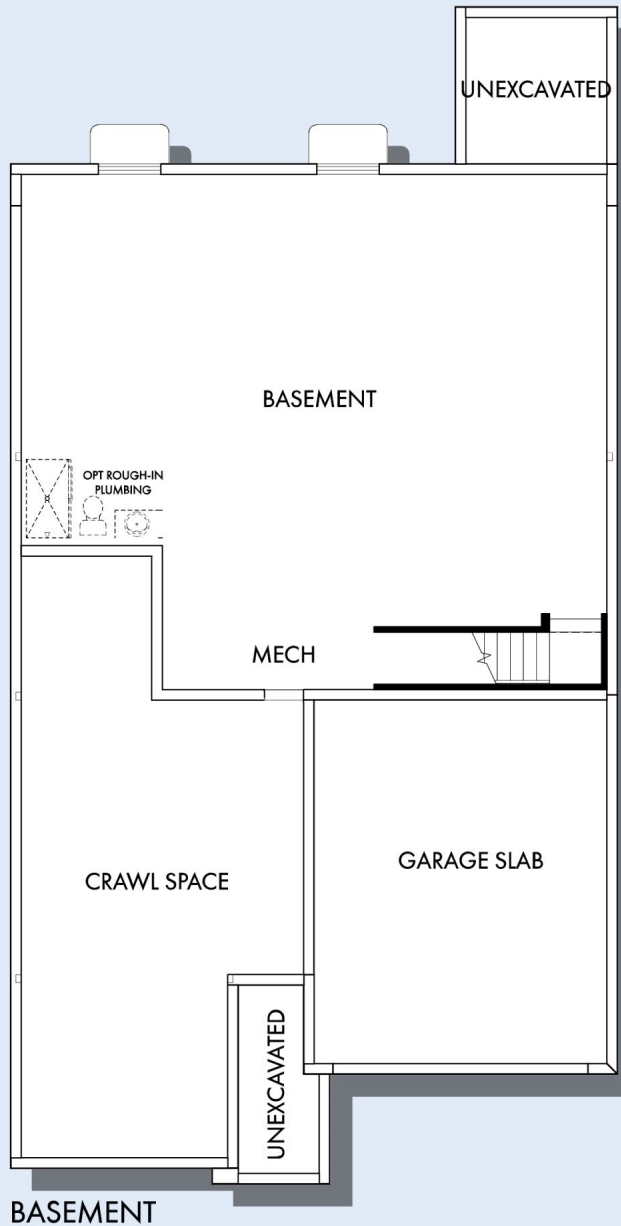 UNEXCAVATED
BASEMENT
OPT ROUGH-IN
PLUMBING
MECH
GARAGE SLAB
CRAWL SPACE
UNEXCAVATED
BASEMENT